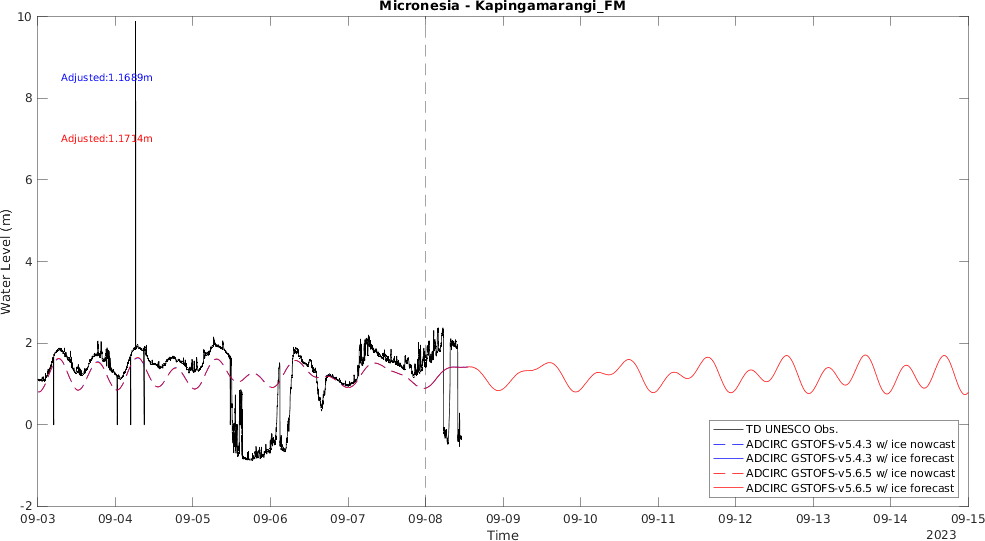 Micronesia - Kapingamarangi_FM
10
Adjusted:1.1689m
8
Adjusted:1.1714m
6
4
2
0
-2
Water Level (m)
TD UNESCO Obs.
ADCIRC GSTOFS-v5.4.3 w/ ice nowcast
ADCIRC GSTOFS-v5.4.3 w/ ice forecast
ADCIRC GSTOFS-v5.6.5 w/ ice nowcast
ADCIRC GSTOFS-v5.6.5 w/ ice forecast
09-03 09-04 09-05 09-06 09-07 09-08 09-09 09-10 09-11 09-12 09-13 09-14 09-15
Time
2023